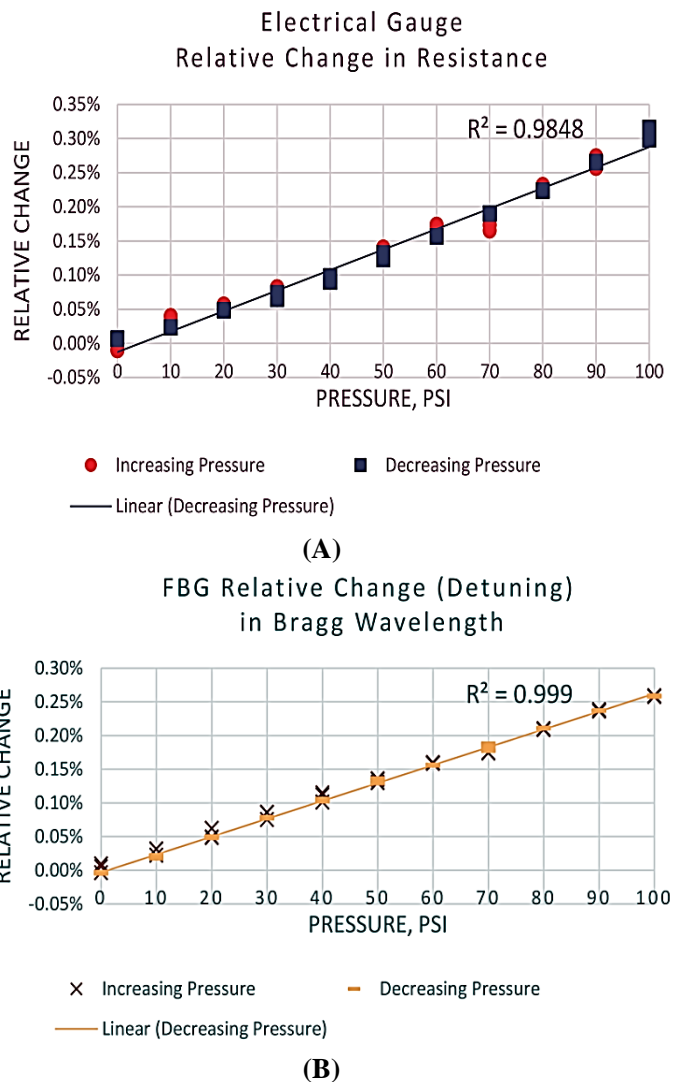 Electrical Gauge
Relative Change in Resistance
0.35%
0.30%
0.25%
0.20%
0.15%
0.10%
0.05%
0.00%
-0.05%
RELATIVE CHANGE
R² = 0.9848
0 10 20 30 40 50 60 70 80 90 100
PRESSURE, PSI
Increasing Pressure
Decreasing Pressure
Linear (Decreasing Pressure)
(A)
FBG Relative Change (Detuning)
in Bragg Wavelength
0.30%
0.25%
0.20%
0.15%
0.10%
0.05%
0.00%
-0.05%
RELATIVE CHANGE
R² = 0.999
0 10 20 30 40 50 60 70 80 90 100
PRESSURE, PSI
Increasing Pressure
Decreasing Pressure
Linear (Decreasing Pressure)
(B)